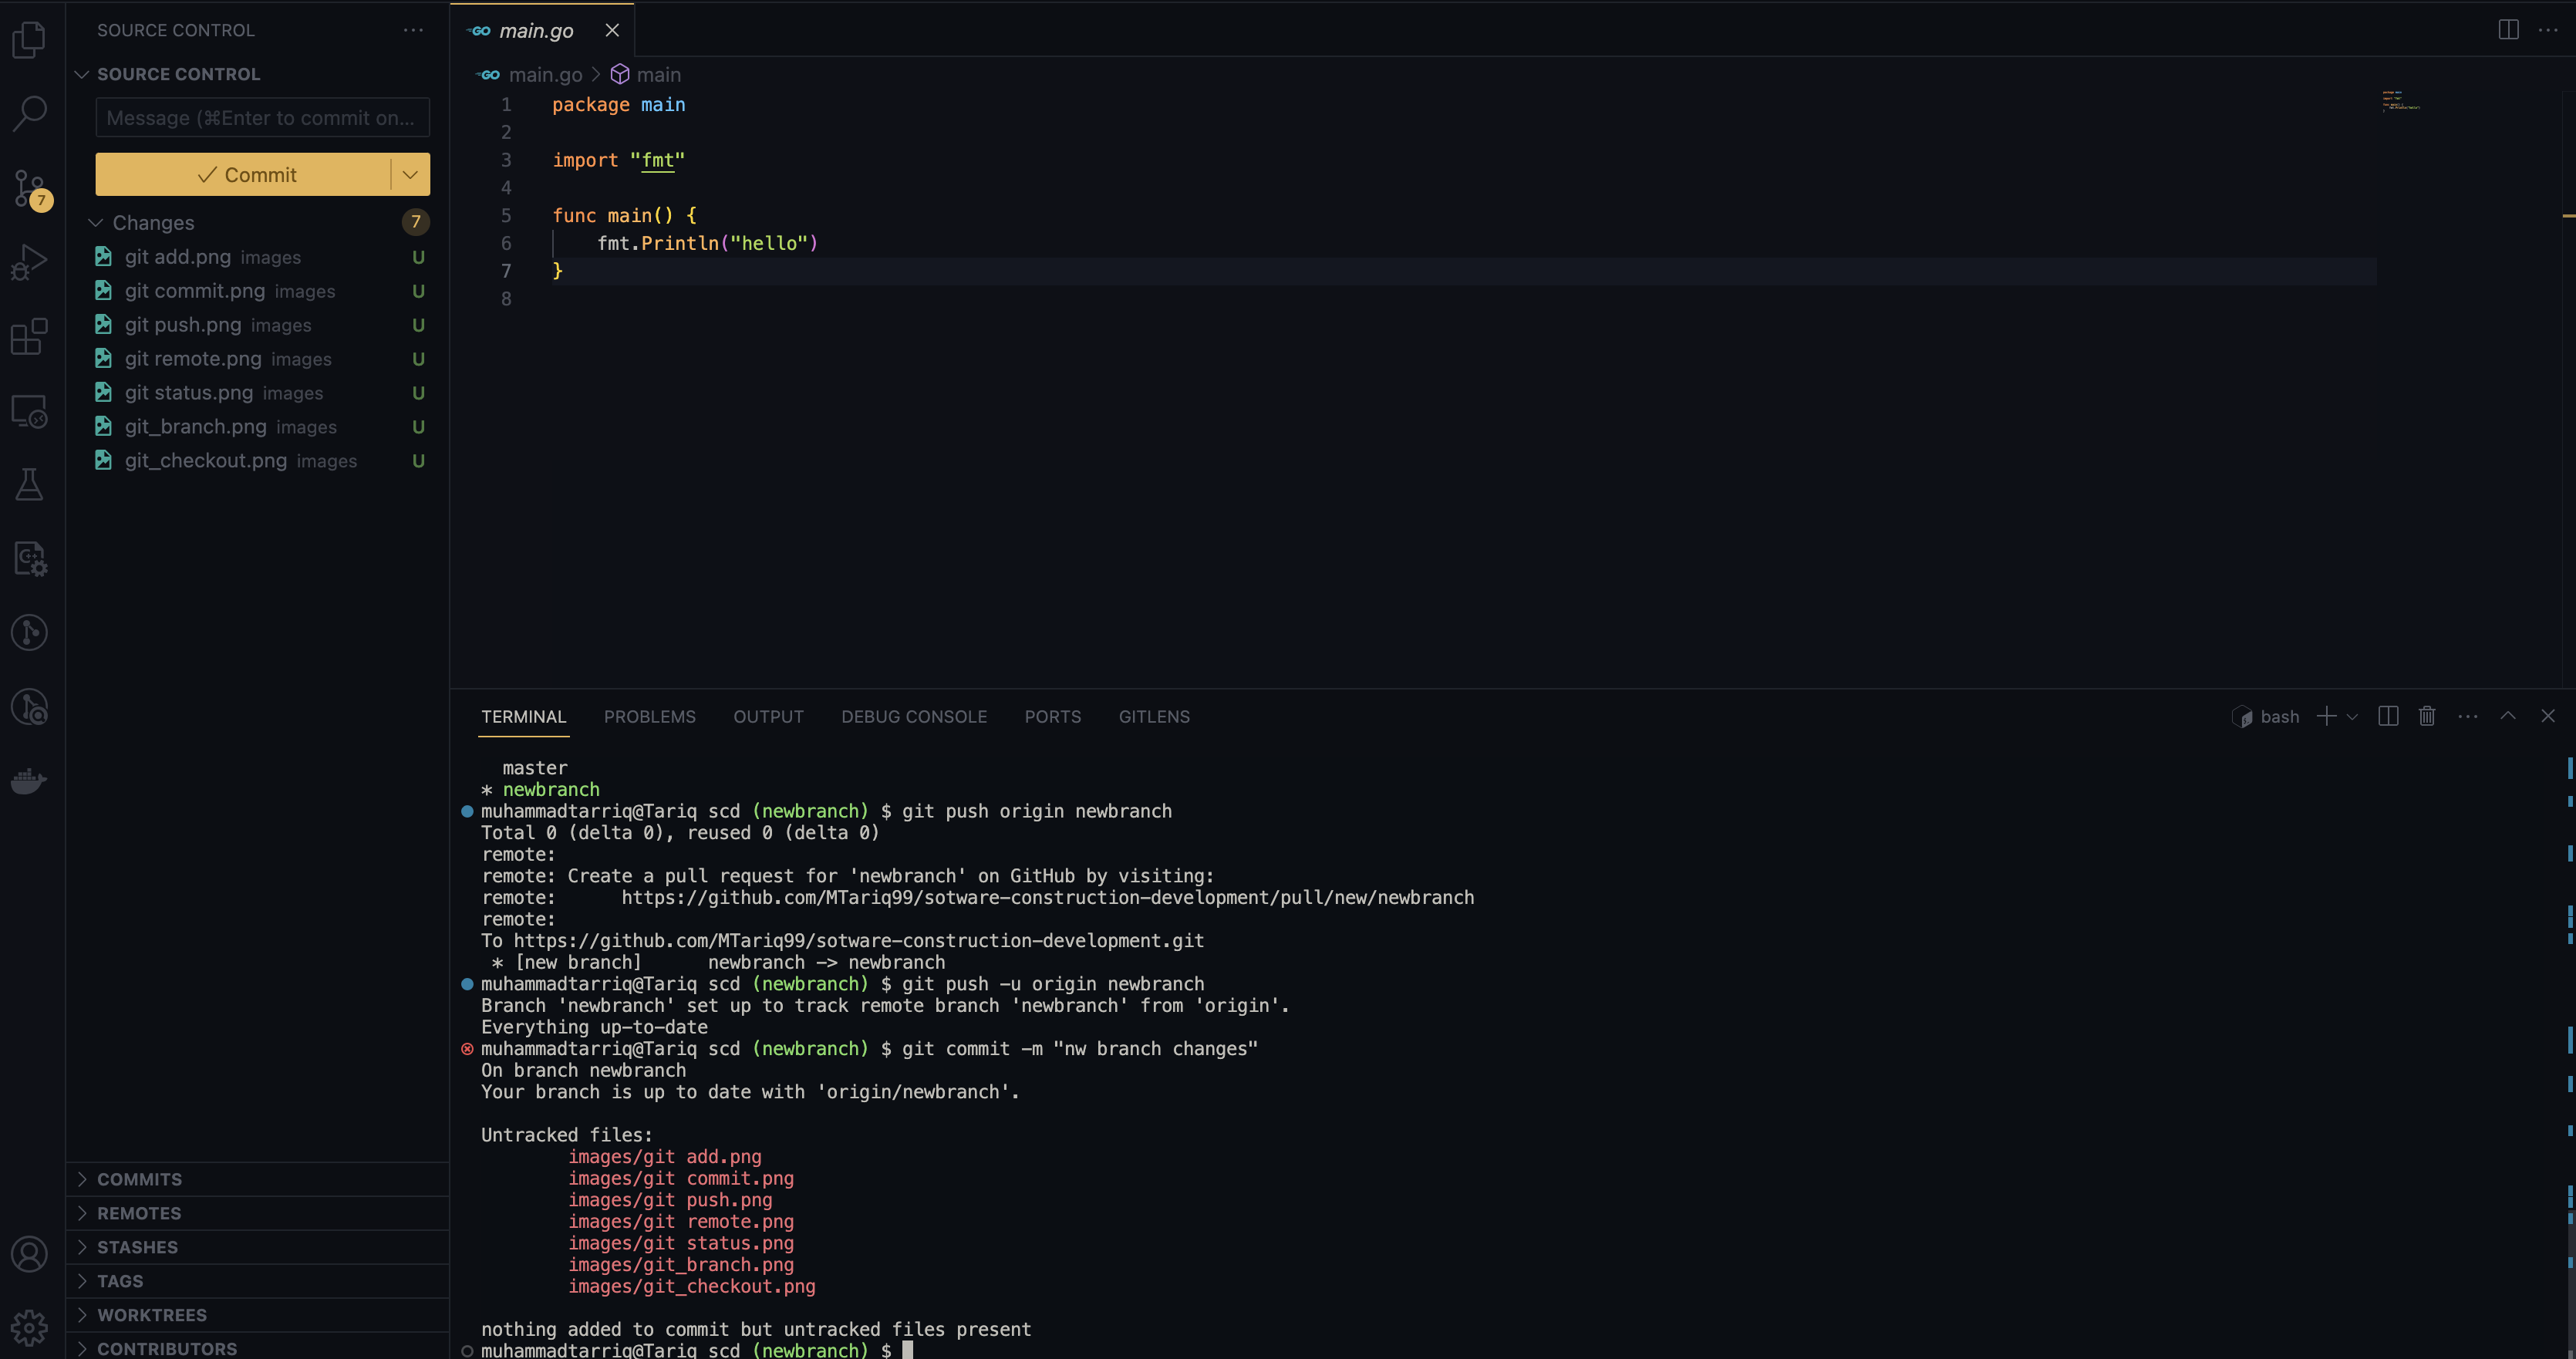 SOURCE CONTROL
SOURCE CONTROL
Message (⌘Enter to commit on...
Commit
7
Changes 7
git add.png images U
git commit.png images U
git push.png images U
git remote.png images U
git status.png images U
git_branch.png images U
git_checkout.png images U
COMMITS
REMOTES
STASHES
TAGS
WORKTREES
CONTRIBUTORS
GO main.go
GO main.go > main
1 package main
2
3 import "fmt"
4
5 func main() {
6 fmt.Println("hello")
7 }
8
TERMINAL PROBLEMS OUTPUT DEBUG CONSOLE PORTS GITLENS bash
master
* newbranch
muhammadtarriq@Tariq scd (newbranch) $ git push origin newbranch
Total 0 (delta 0), reused 0 (delta 0)
remote:
remote: Create a pull request for 'newbranch' on GitHub by visiting:
remote: https://github.com/MTariq99/sotware-construction-development/pull/new/newbranch
remote:
To https://github.com/MTariq99/sotware-construction-development.git
* [new branch] newbranch -> newbranch
muhammadtarriq@Tariq scd (newbranch) $ git push -u origin newbranch
Branch 'newbranch' set up to track remote branch 'newbranch' from 'origin'.
Everything up-to-date
muhammadtarriq@Tariq scd (newbranch) $ git commit -m "nw branch changes"
On branch newbranch
Your branch is up to date with 'origin/newbranch'.
Untracked files:
images/git add.png
images/git commit.png
images/git push.png
images/git remote.png
images/git status.png
images/git_branch.png
images/git_checkout.png
nothing added to commit but untracked files present
muhammadtarriq@Tariq scd (newbranch) $